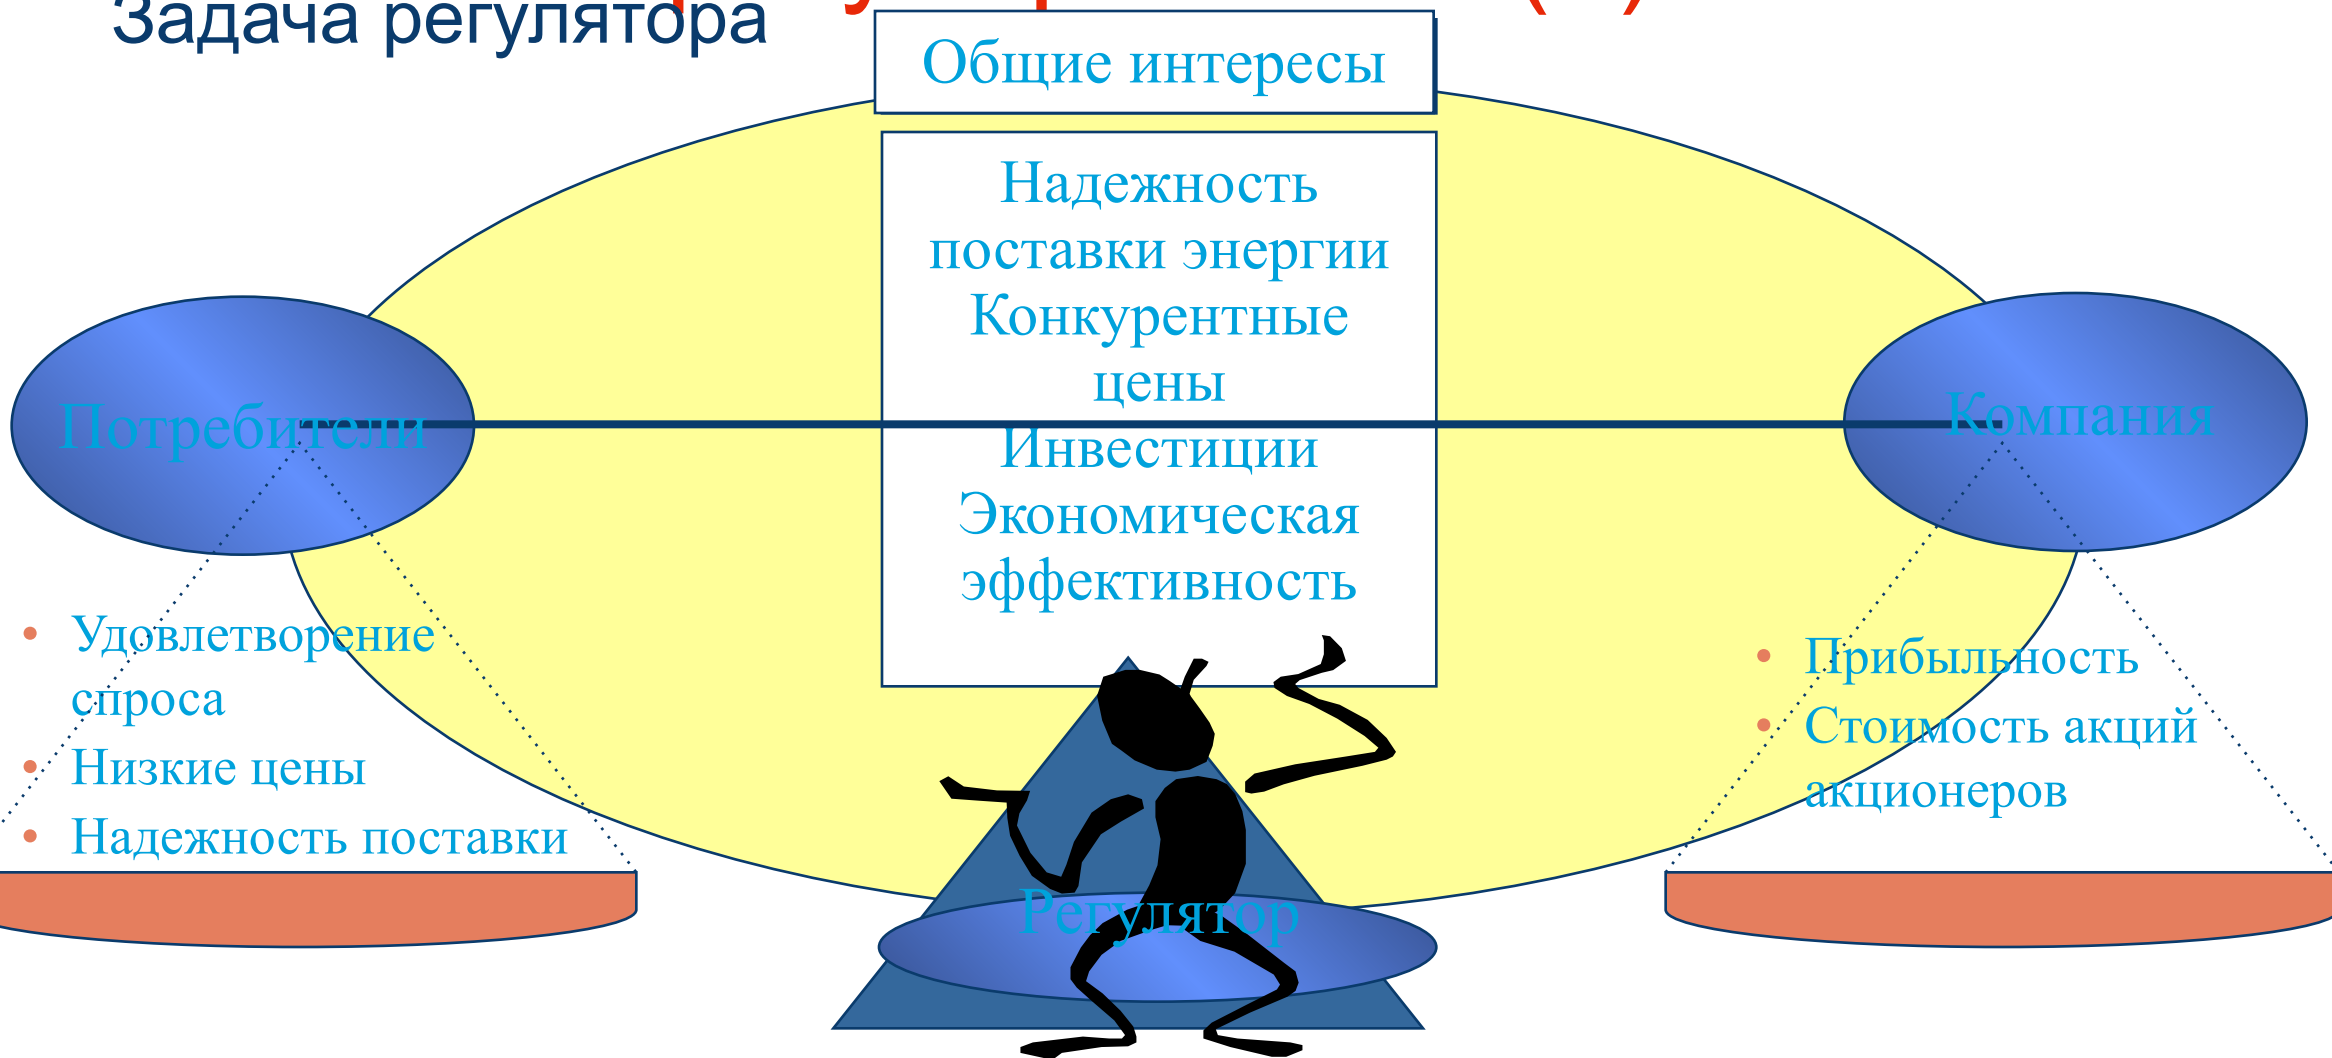 Задача регулятора
Общие интересы
Надежность
поставки энергии
Конкурентные
цены
Инвестиции
Экономическая
эффективность
Потребители
Компания
• Удовлетворение
спроса
• Низкие цены
• Надежность поставки
• Прибыльность
• Стоимость акций
акционеров
Регулятор